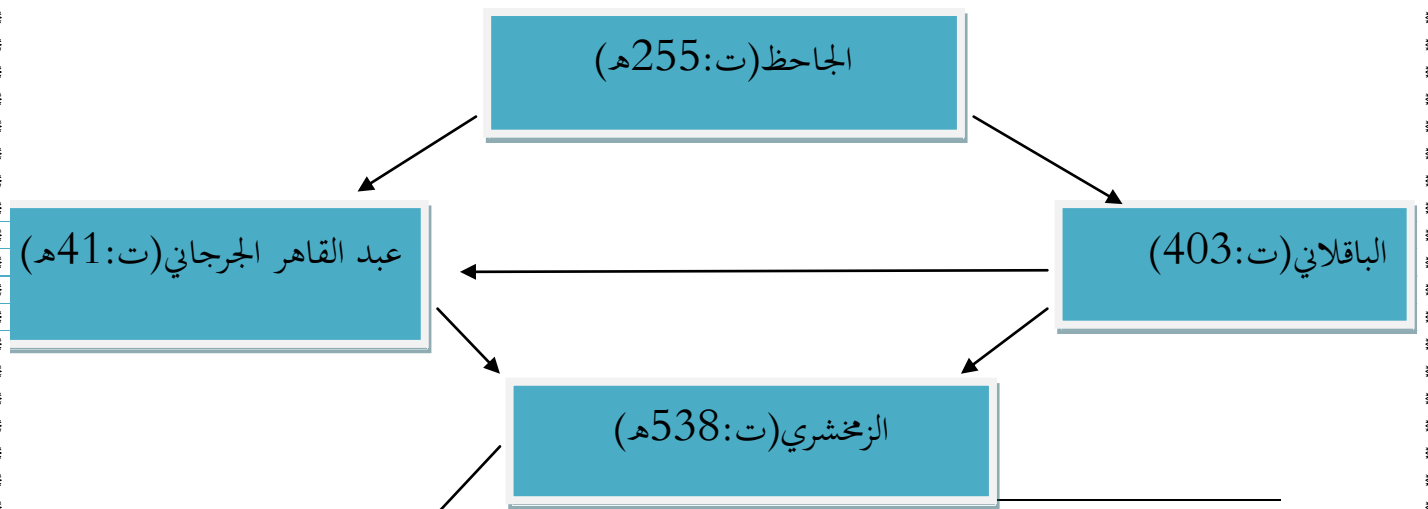 الجاحظ(ت:255هـ)
الباقلاني(ت:403)
عبد القاهر الجرجاني(ت:41هـ)
الزمخشري(ت:538هـ)